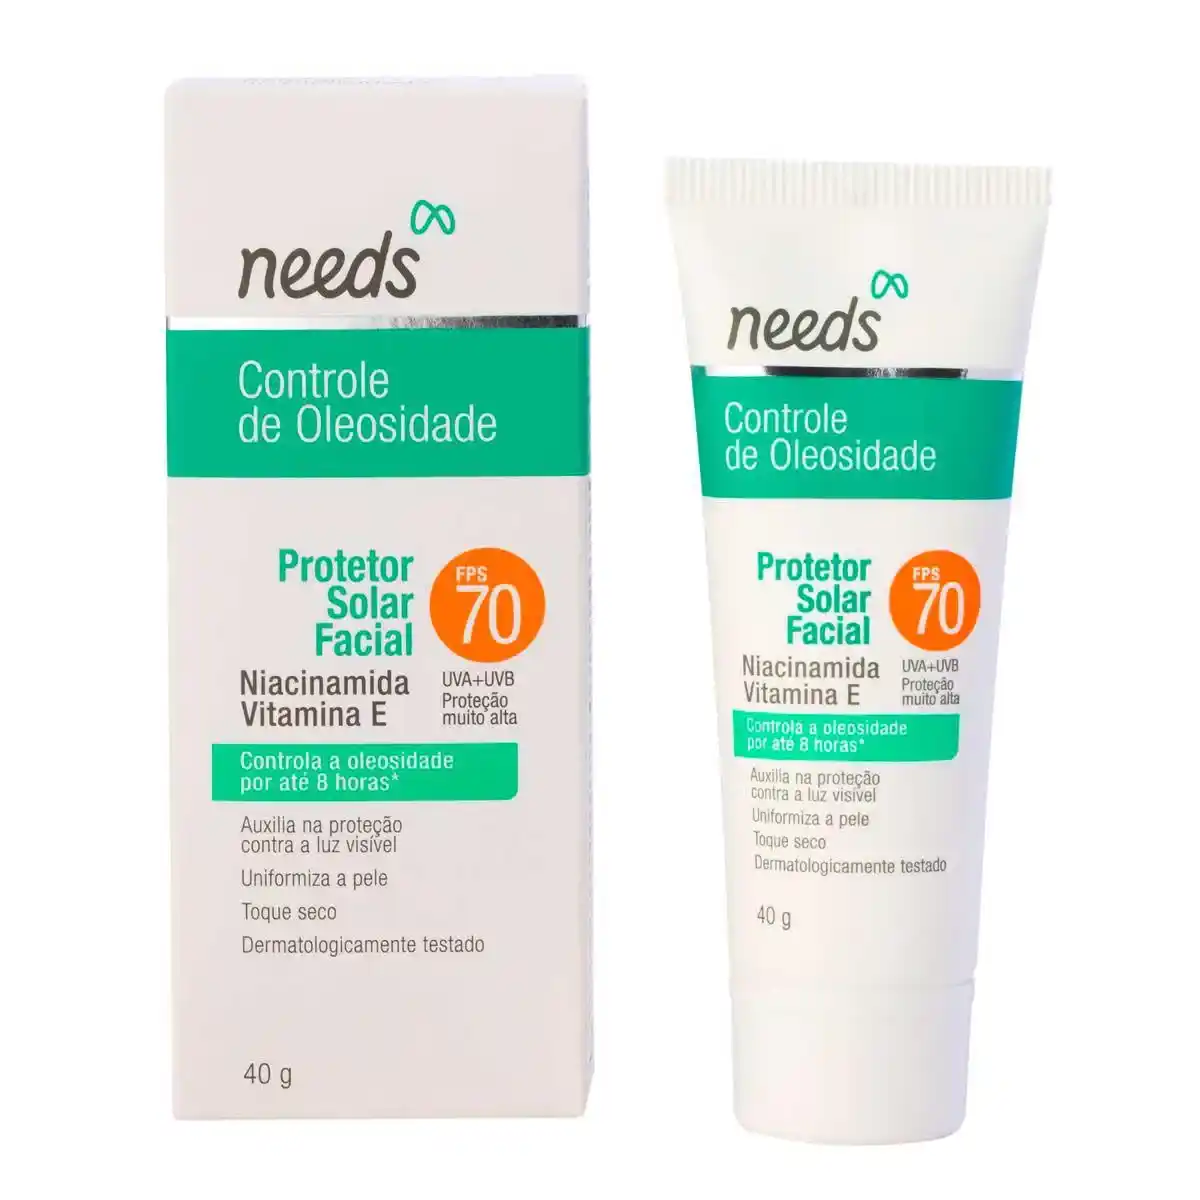 needs
Controle
de Oleosidade
Protetor
Solar
Facial
FPS
70
Niacinamida
Vitamina E
UVA+UVB
Proteção
muito alta
Controla a oleosidade
por até 8 horas*
Auxilia na proteção
contra a luz visível
Uniformiza a pele
Toque seco
Dermatologicamente testado
40 g
needs
Controle
de Oleosidade
Protetor
Solar
Facial
FPS
70
Niacinamida
Vitamina E
UVA+UVB
Proteção
muito alta
Controla a oleosidade
por até 8 horas*
Auxilia na proteção
contra a luz visível
Uniformiza a pele
Toque seco
Dermatologicamente testado
40 g